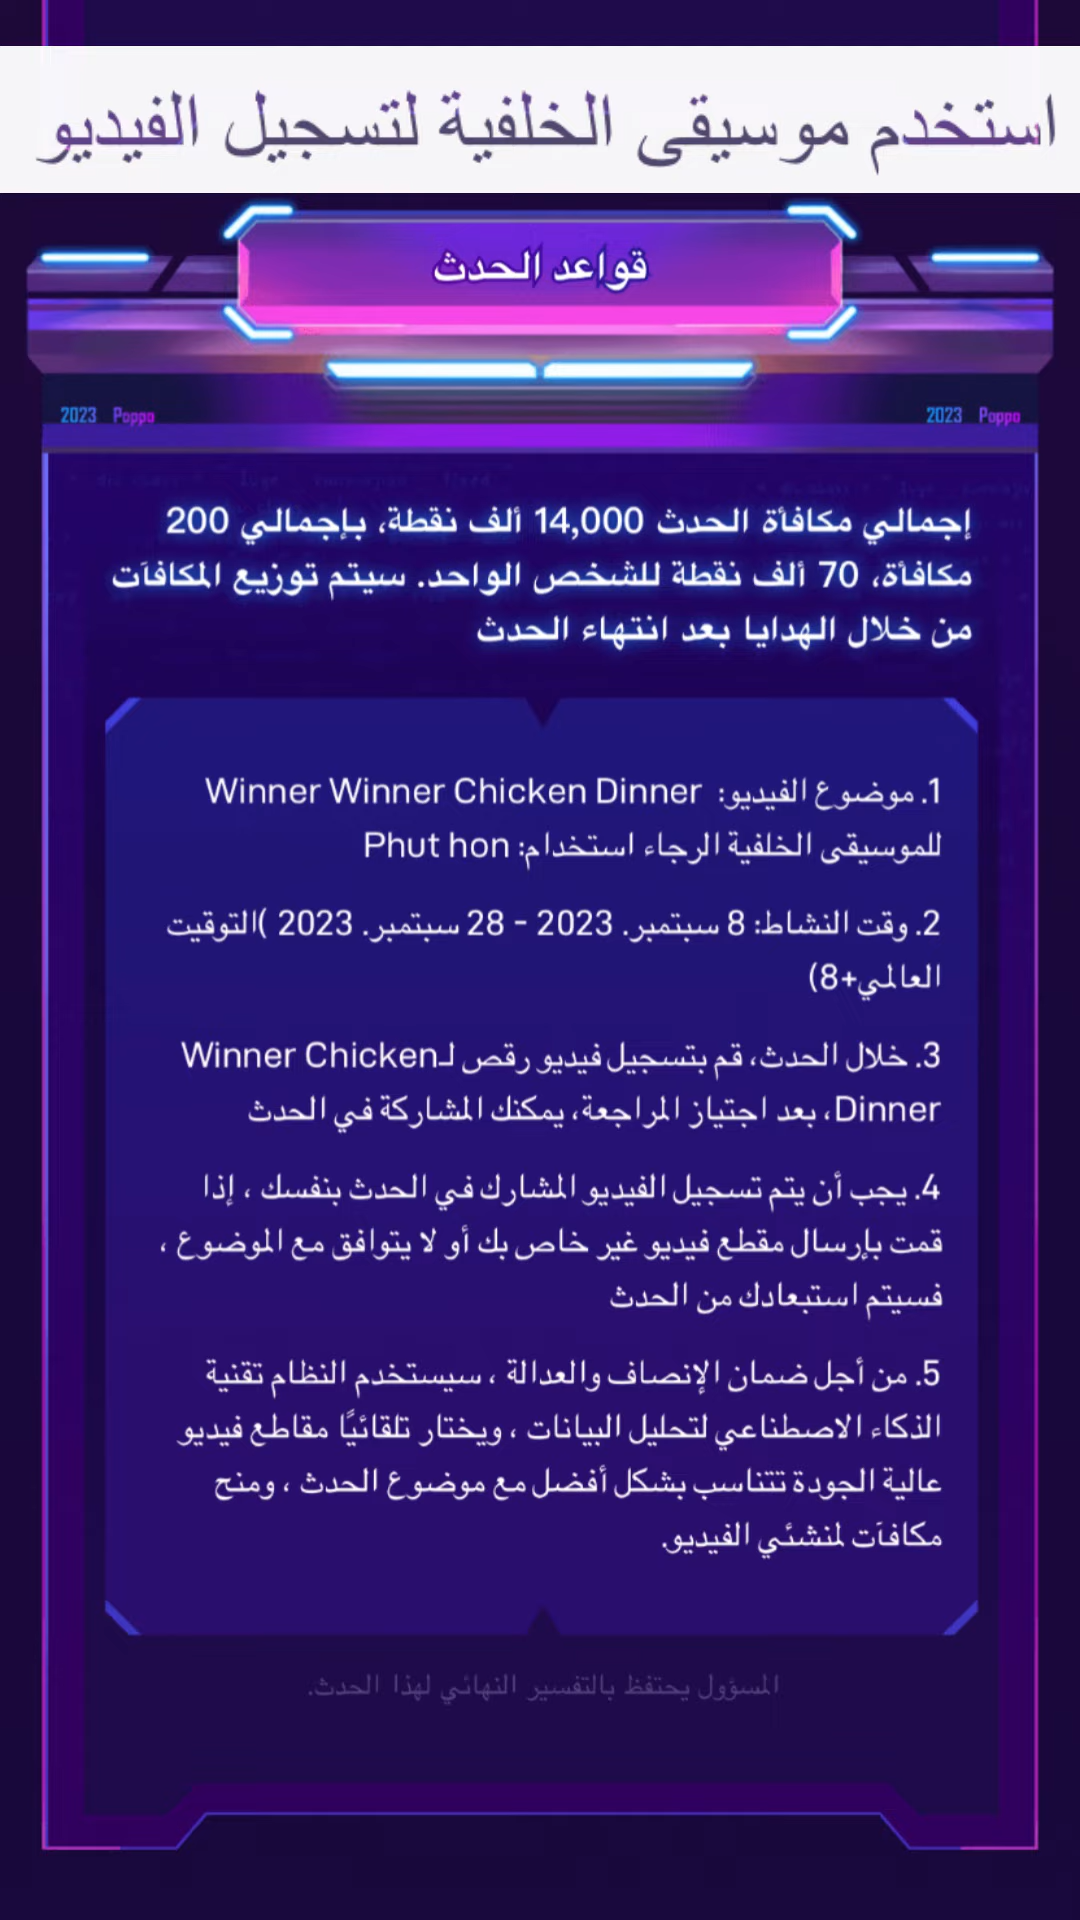 استخدم موسيقى الخلفية لتسجيل الفيديو
قواعد الحدث
2023 Poppo
2023 Poppo
إجمالي مكافأة الحدث 14,000 ألف نقطة، بإجمالي 200
مكافأة، 70 ألف نقطة للشخص الواحد. سيتم توزيع المكافآت
من خلال الهدايا بعد انتهاء الحدث
1. موضوع الفيديو: Winner Winner Chicken Dinner
للموسيقى الخلفية الرجاء استخدام: Phut hon
2. وقت النشاط: 8 سبتمبر. 2023 - 28 سبتمبر. 2023 )التوقيت
العالمي+8)
3. خلال الحدث، قم بتسجيل فيديو رقص لـWinner Chicken
Dinner، بعد اجتياز المراجعة، يمكنك المشاركة في الحدث
4. يجب أن يتم تسجيل الفيديو المشارك في الحدث بنفسك ، إذا
قمت بإرسال مقطع فيديو غير خاص بك أو لا يتوافق مع الموضوع ،
فسيتم استبعادك من الحدث
5. من أجل ضمان الإنصاف والعدالة ، سيستخدم النظام تقنية
الذكاء الاصطناعي لتحليل البيانات ، ويختار تلقائيًا مقاطع فيديو
عالية الجودة تتناسب بشكل أفضل مع موضوع الحدث ، ومنح
مكافآت لمنشئي الفيديو.
المسؤول يحتفظ بالتفسير النهائي لهذا الحدث.